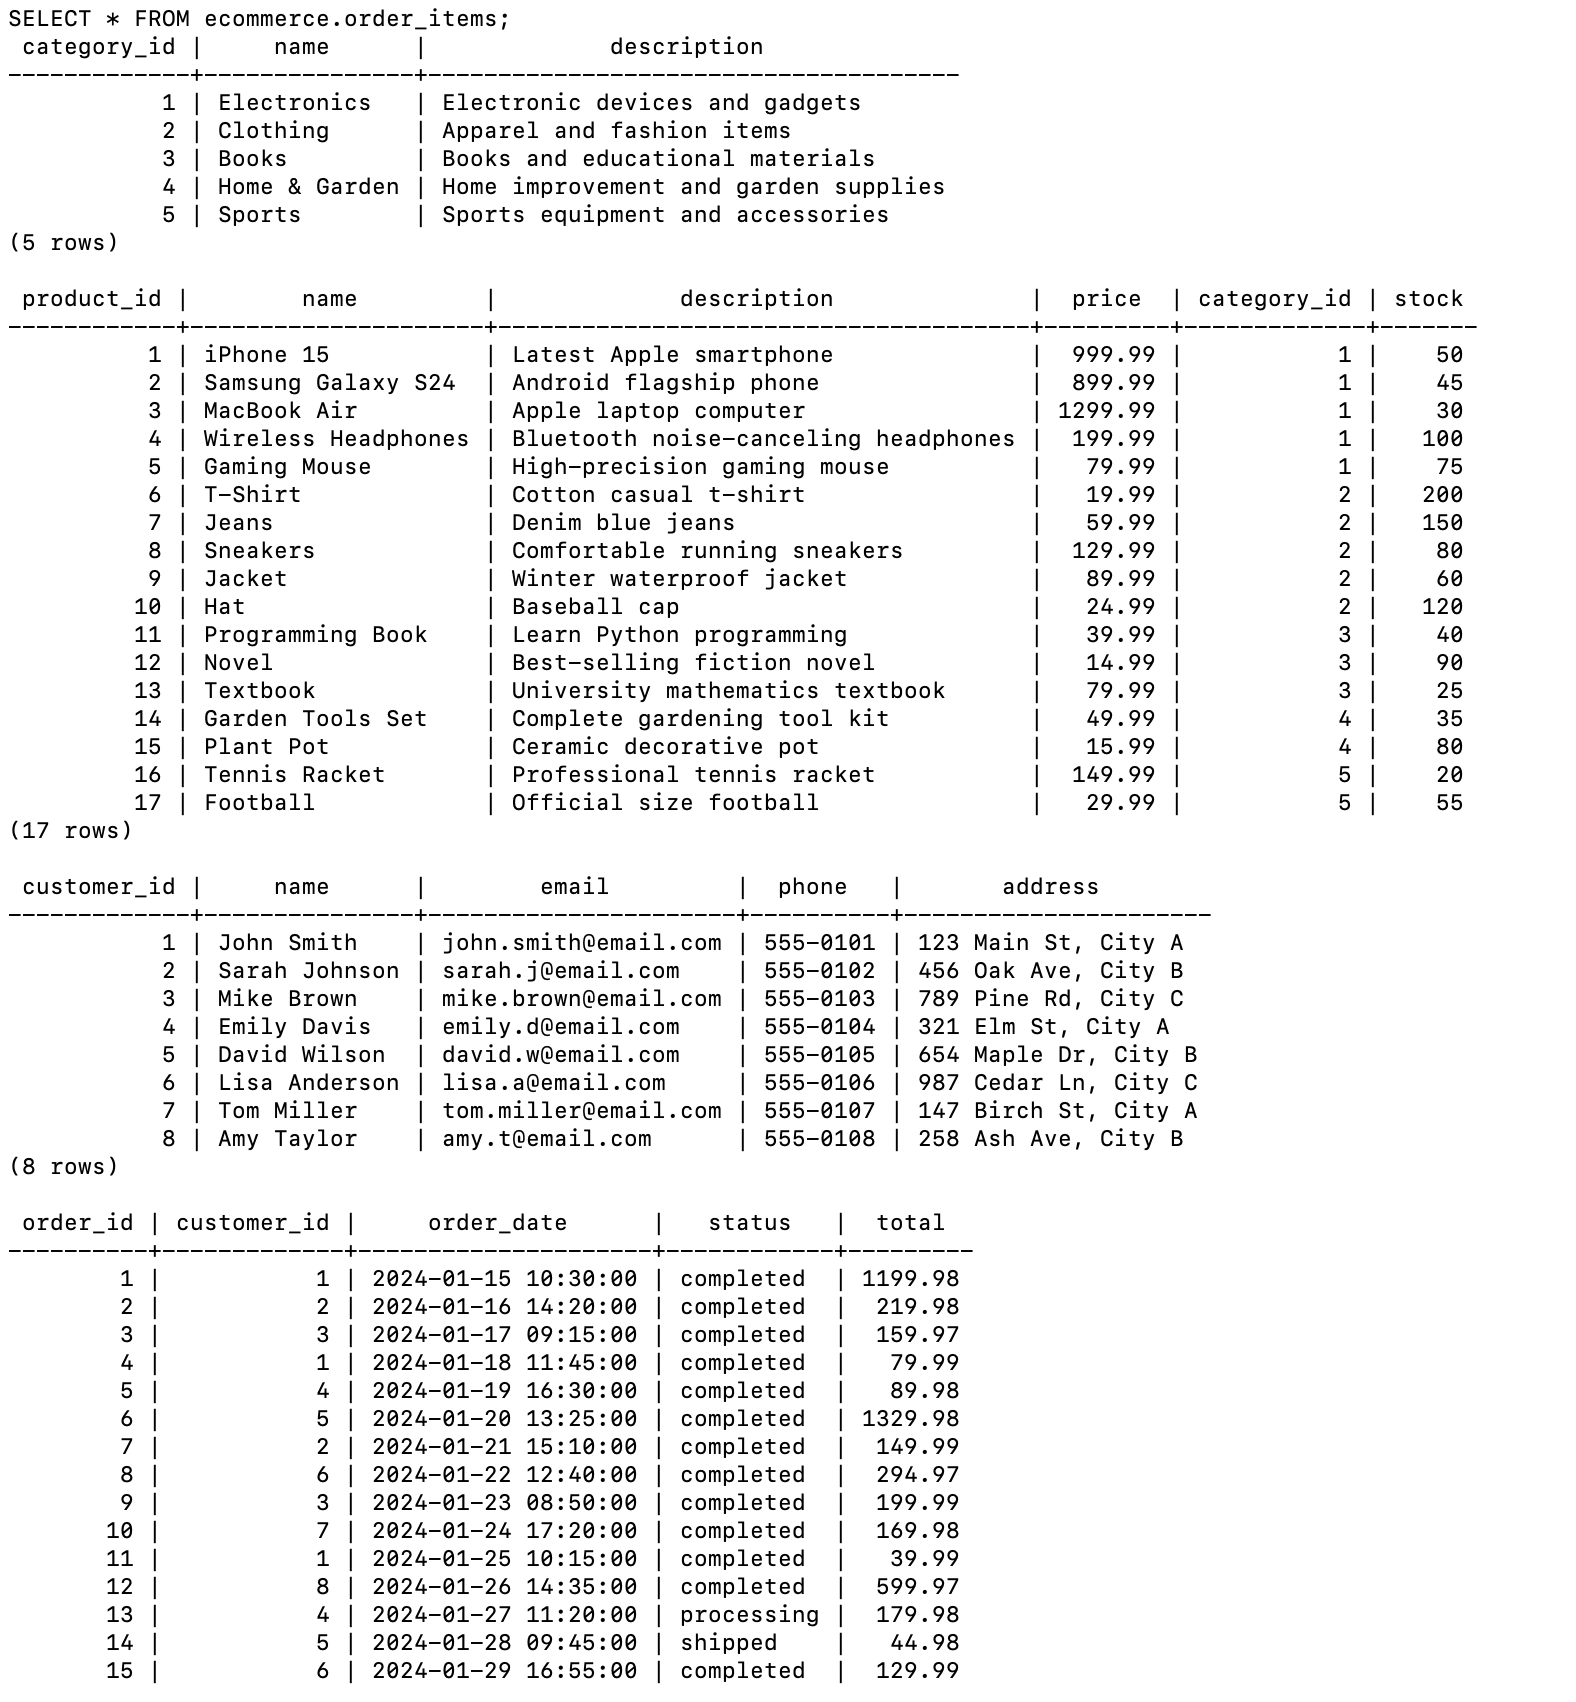 SELECT * FROM ecommerce.order_items;
 category_id |     name      |             description
-------------+---------------+--------------------------------------
           1 | Electronics   | Electronic devices and gadgets
           2 | Clothing      | Apparel and fashion items
           3 | Books         | Books and educational materials
           4 | Home & Garden | Home improvement and garden supplies
           5 | Sports        | Sports equipment and accessories
(5 rows)

 product_id |        name         |             description              |  price  | category_id | stock
------------+---------------------+--------------------------------------+---------+-------------+-------
          1 | iPhone 15           | Latest Apple smartphone              |  999.99 |           1 |    50
          2 | Samsung Galaxy S24  | Android flagship phone               |  899.99 |           1 |    45
          3 | MacBook Air         | Apple laptop computer                | 1299.99 |           1 |    30
          4 | Wireless Headphones | Bluetooth noise-canceling headphones |  199.99 |           1 |   100
          5 | Gaming Mouse        | High-precision gaming mouse          |   79.99 |           1 |    75
          6 | T-Shirt             | Cotton casual t-shirt                |   19.99 |           2 |   200
          7 | Jeans               | Denim blue jeans                     |   59.99 |           2 |   150
          8 | Sneakers            | Comfortable running sneakers         |  129.99 |           2 |    80
          9 | Jacket              | Winter waterproof jacket             |   89.99 |           2 |    60
         10 | Hat                 | Baseball cap                         |   24.99 |           2 |   120
         11 | Programming Book    | Learn Python programming             |   39.99 |           3 |    40
         12 | Novel               | Best-selling fiction novel           |   14.99 |           3 |    90
         13 | Textbook            | University mathematics textbook      |   79.99 |           3 |    25
         14 | Garden Tools Set    | Complete gardening tool kit          |   49.99 |           4 |    35
         15 | Plant Pot           | Ceramic decorative pot               |   15.99 |           4 |    80
         16 | Tennis Racket       | Professional tennis racket           |  149.99 |           5 |    20
         17 | Football            | Official size football               |   29.99 |           5 |    55
(17 rows)

 customer_id |     name      |        email         |  phone   |       address
-------------+---------------+----------------------+----------+----------------------
           1 | John Smith    | john.smith@email.com | 555-0101 | 123 Main St, City A
           2 | Sarah Johnson | sarah.j@email.com    | 555-0102 | 456 Oak Ave, City B
           3 | Mike Brown    | mike.brown@email.com | 555-0103 | 789 Pine Rd, City C
           4 | Emily Davis   | emily.d@email.com    | 555-0104 | 321 Elm St, City A
           5 | David Wilson  | david.w@email.com    | 555-0105 | 654 Maple Dr, City B
           6 | Lisa Anderson | lisa.a@email.com     | 555-0106 | 987 Cedar Ln, City C
           7 | Tom Miller    | tom.miller@email.com | 555-0107 | 147 Birch St, City A
           8 | Amy Taylor    | amy.t@email.com      | 555-0108 | 258 Ash Ave, City B
(8 rows)

 order_id | customer_id |     order_date      |   status   |  total
----------+-------------+---------------------+------------+---------
        1 |           1 | 2024-01-15 10:30:00 | completed  | 1199.98
        2 |           2 | 2024-01-16 14:20:00 | completed  |  219.98
        3 |           3 | 2024-01-17 09:15:00 | completed  |  159.97
        4 |           1 | 2024-01-18 11:45:00 | completed  |   79.99
        5 |           4 | 2024-01-19 16:30:00 | completed  |   89.98
        6 |           5 | 2024-01-20 13:25:00 | completed  | 1329.98
        7 |           2 | 2024-01-21 15:10:00 | completed  |  149.99
        8 |           6 | 2024-01-22 12:40:00 | completed  |  294.97
        9 |           3 | 2024-01-23 08:50:00 | completed  |  199.99
       10 |           7 | 2024-01-24 17:20:00 | completed  |  169.98
       11 |           1 | 2024-01-25 10:15:00 | completed  |   39.99
       12 |           8 | 2024-01-26 14:35:00 | completed  |  599.97
       13 |           4 | 2024-01-27 11:20:00 | processing |  179.98
       14 |           5 | 2024-01-28 09:45:00 | shipped    |   44.98
       15 |           6 | 2024-01-29 16:55:00 | completed  |  129.99